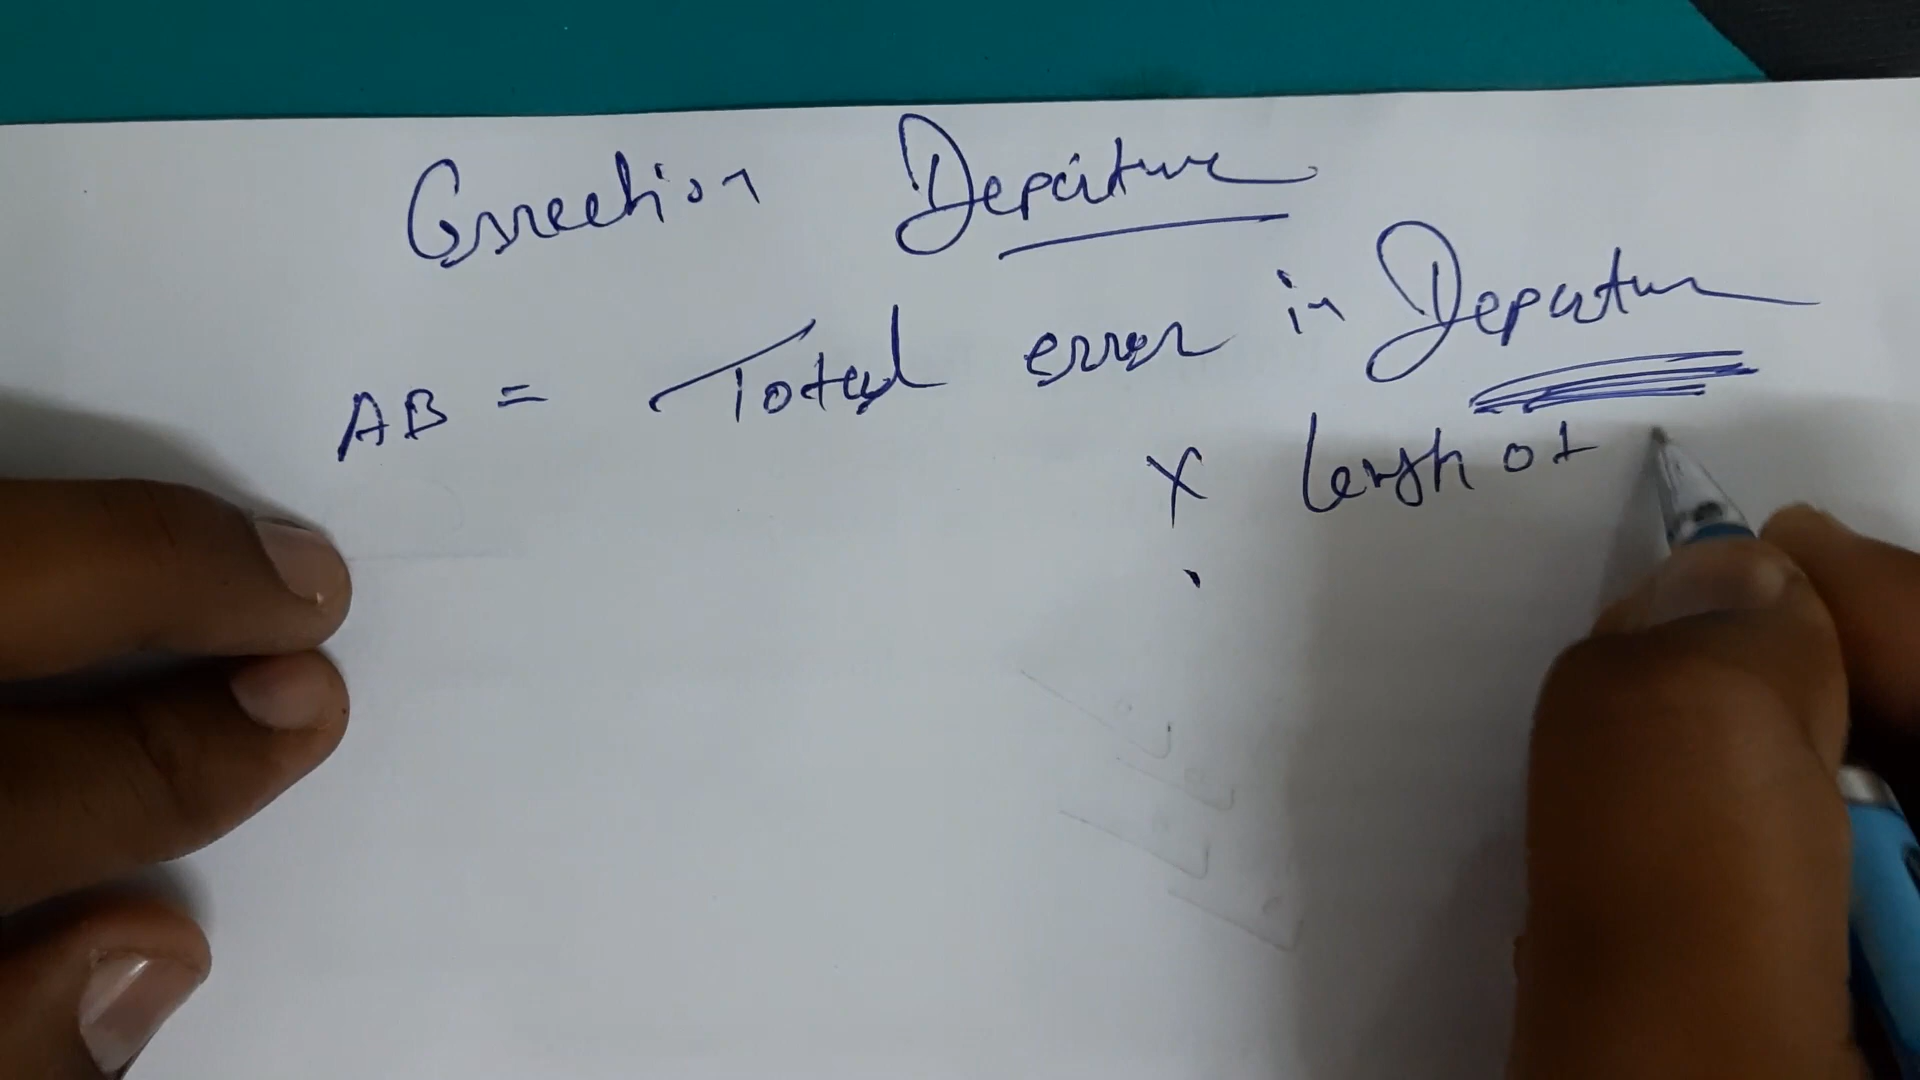 Correction Departure
AB = Total error in Departure
X length of